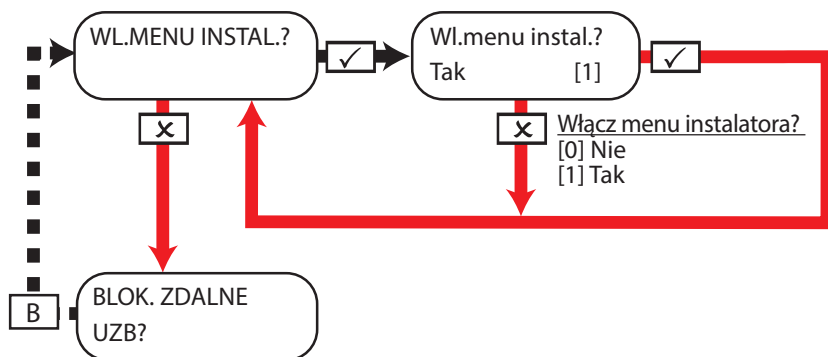 WL.MENU INSTAL.?
✓
Wl.menu instal.?
Tak [1]
✓
x
x
Włącz menu instalatora?
[0] Nie
[1] Tak
BLOK. ZDALNE
UZB?
B